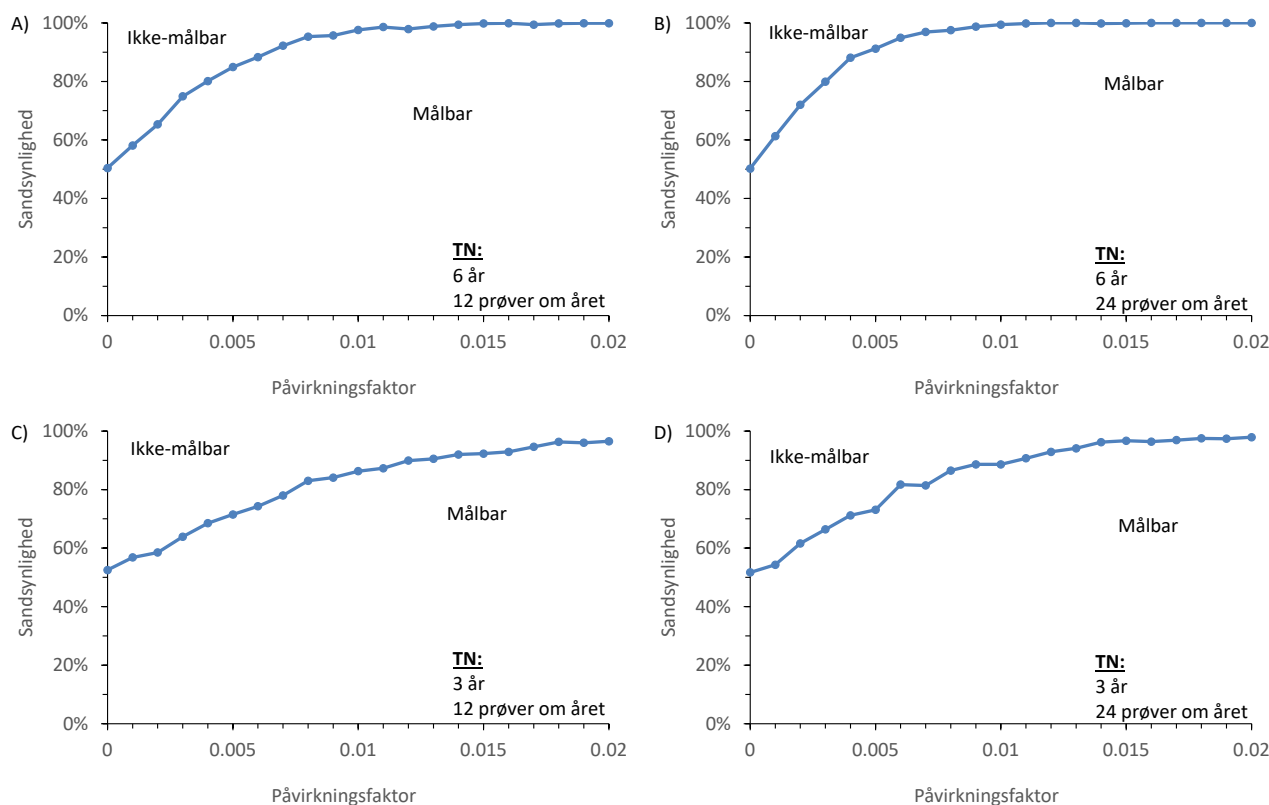 A)
100%
80%
60%
40%
20%
0%
Sandsynlighed
Ikke-målbar
Målbar
TN:
6 år
12 prøver om året
0 0.005 0.01 0.015 0.02
Påvirkningsfaktor
B)
100%
80%
60%
40%
20%
0%
Sandsynlighed
Ikke-målbar
Målbar
TN:
6 år
24 prøver om året
0 0.005 0.01 0.015 0.02
Påvirkningsfaktor
C)
100%
80%
60%
40%
20%
0%
Sandsynlighed
Ikke-målbar
Målbar
TN:
3 år
12 prøver om året
0 0.005 0.01 0.015 0.02
Påvirkningsfaktor
D)
100%
80%
60%
40%
20%
0%
Sandsynlighed
Ikke-målbar
Målbar
TN:
3 år
24 prøver om året
0 0.005 0.01 0.015 0.02
Påvirkningsfaktor